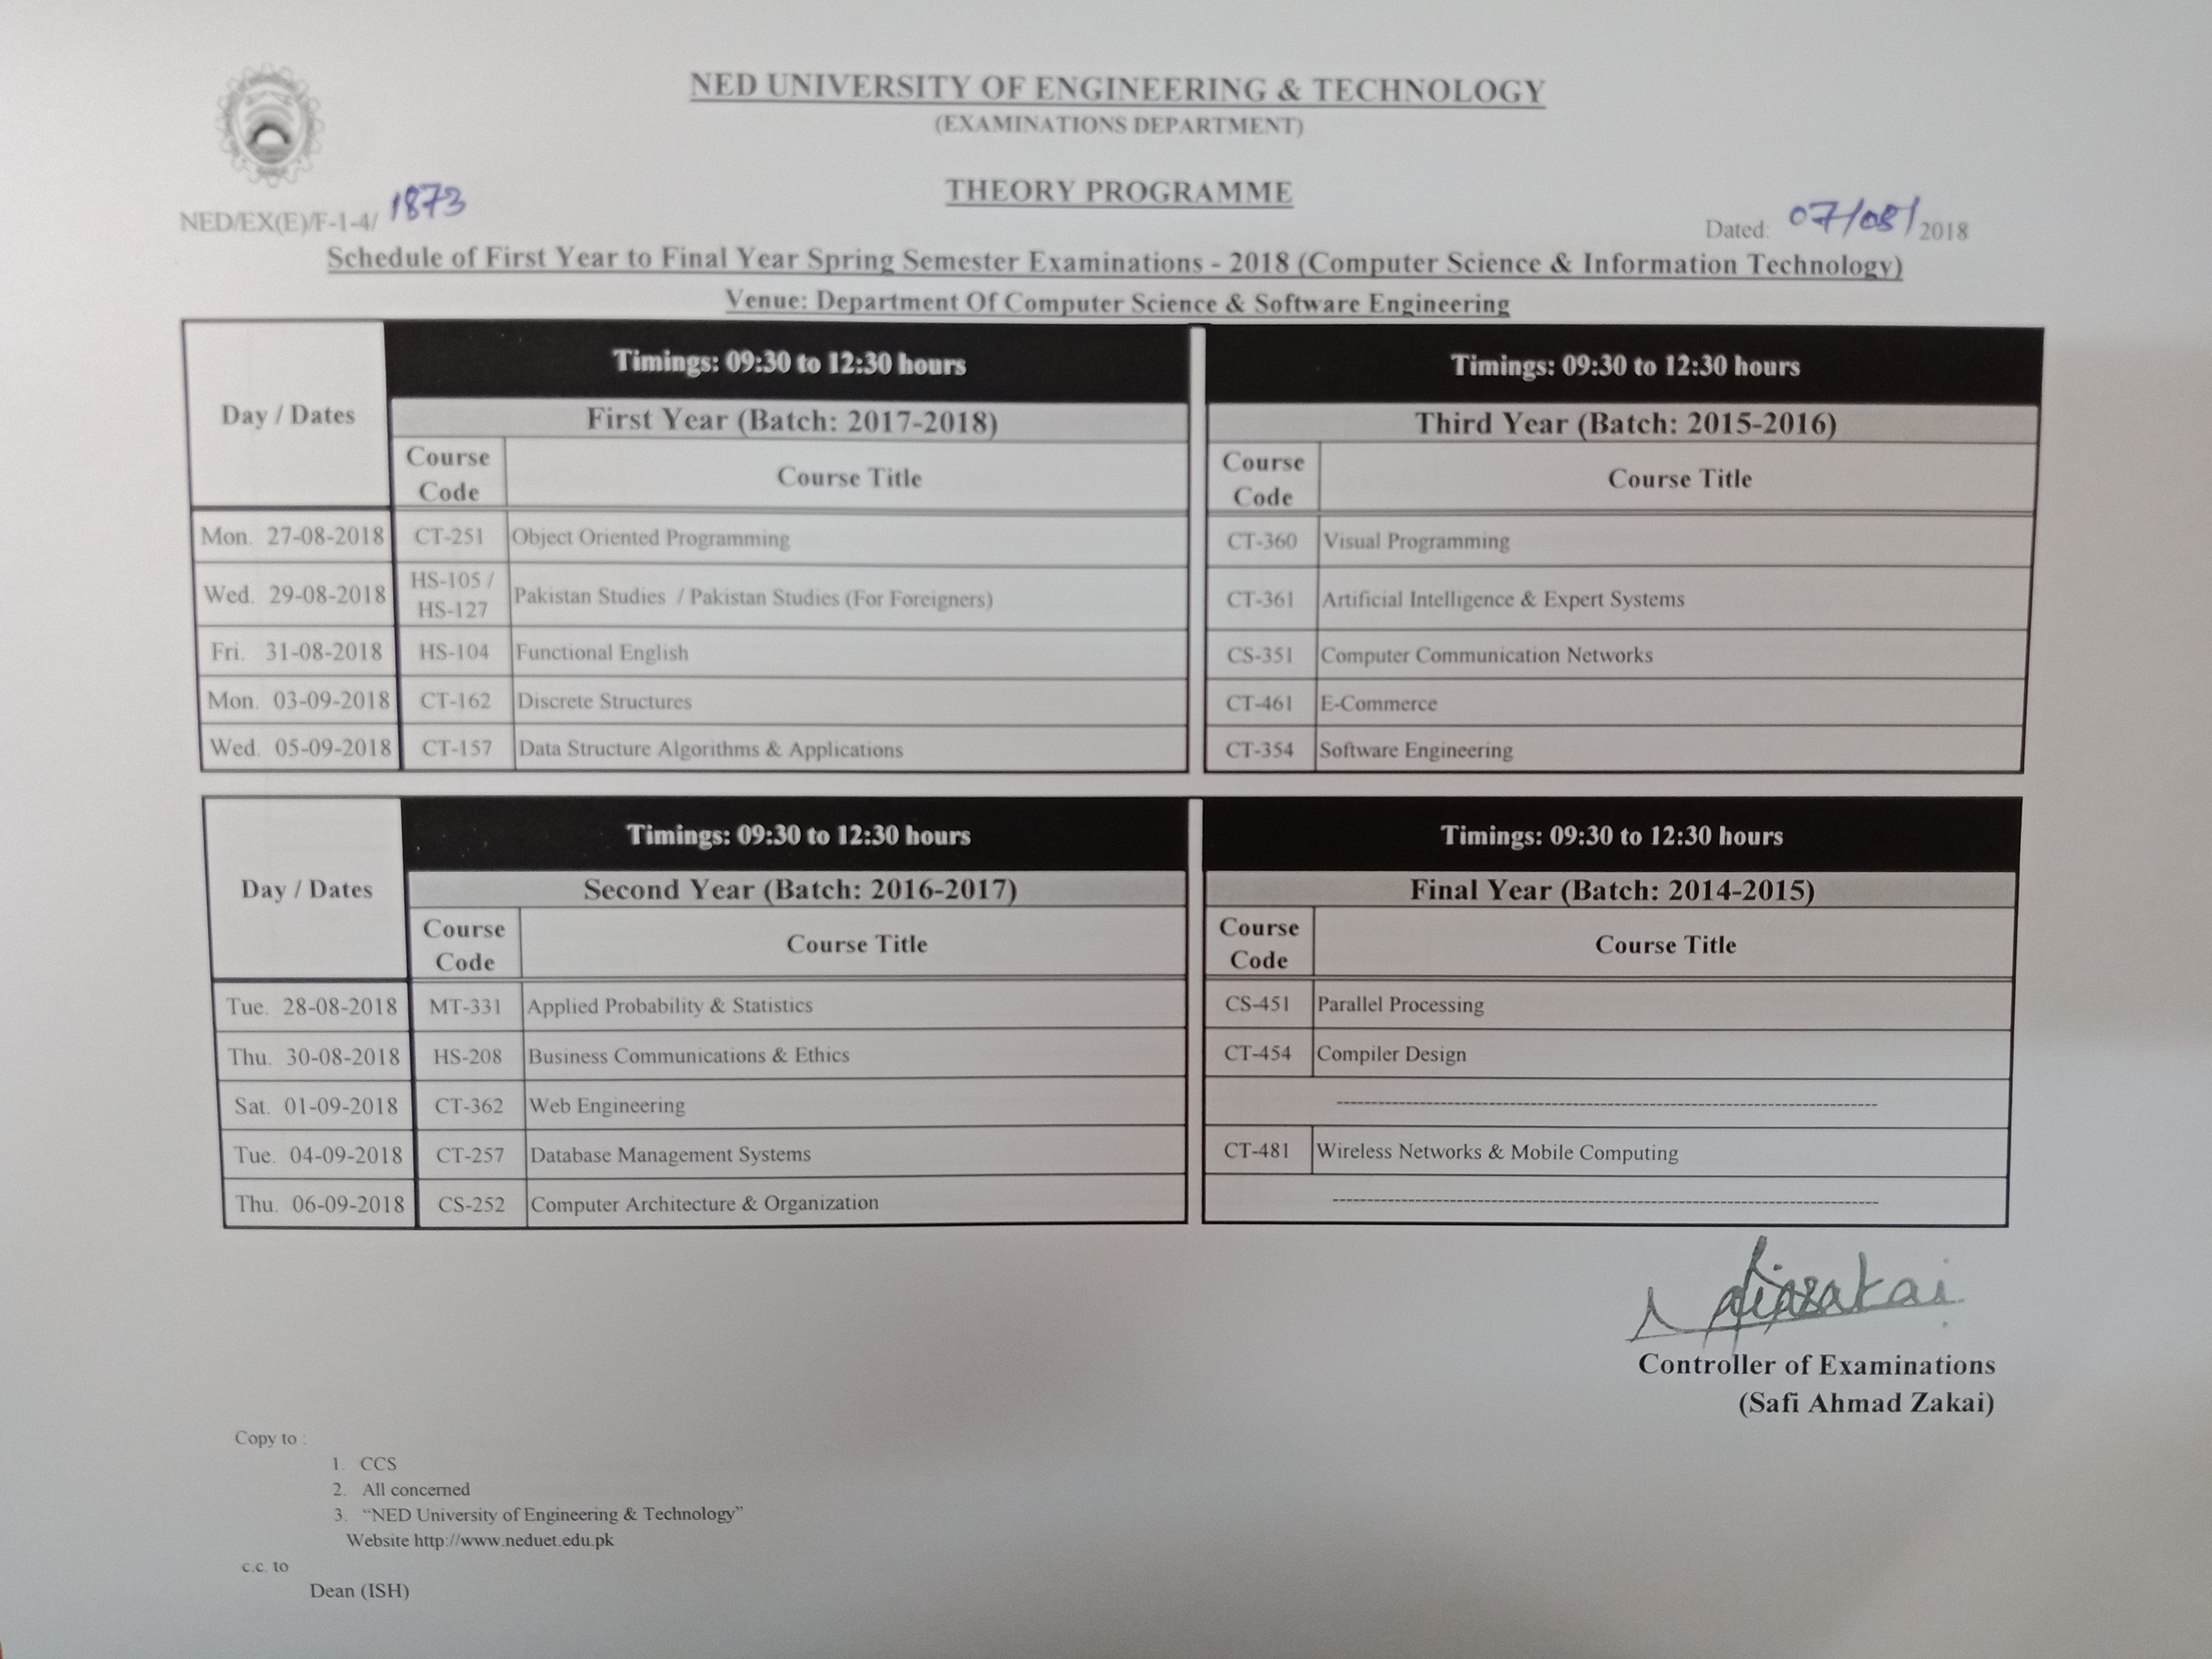 NED UNIVERSITY OF ENGINEERING & TECHNOLOGY
(EXAMINATIONS DEPARTMENT)
THEORY PROGRAMME
NED/EX(E)/F-1-4/ 1873
Dated: 07/08/2018
Schedule of First Year to Final Year Spring Semester Examinations - 2018 (Computer Science & Information Technology)
Venue: Department Of Computer Science & Software Engineering
Day / Dates
Timings: 09:30 to 12:30 hours
Timings: 09:30 to 12:30 hours
First Year (Batch: 2017-2018)
Third Year (Batch: 2015-2016)
Course Code
Course Title
Course Code
Course Title
Mon. 27-08-2018 CT-251 Object Oriented Programming CT-360 Visual Programming
Wed. 29-08-2018 HS-105 / HS-127 Pakistan Studies / Pakistan Studies (For Foreigners) CT-361 Artificial Intelligence & Expert Systems
Fri. 31-08-2018 HS-104 Functional English CS-351 Computer Communication Networks
Mon. 03-09-2018 CT-162 Discrete Structures CT-461 E-Commerce
Wed. 05-09-2018 CT-157 Data Structure Algorithms & Applications CT-354 Software Engineering
Day / Dates
Timings: 09:30 to 12:30 hours
Timings: 09:30 to 12:30 hours
Second Year (Batch: 2016-2017)
Final Year (Batch: 2014-2015)
Course Code
Course Title
Course Code
Course Title
Tue. 28-08-2018 MT-331 Applied Probability & Statistics CS-451 Parallel Processing
Thu. 30-08-2018 HS-208 Business Communications & Ethics CT-454 Compiler Design
Sat. 01-09-2018 CT-362 Web Engineering
Tue. 04-09-2018 CT-257 Database Management Systems CT-481 Wireless Networks & Mobile Computing
Thu. 06-09-2018 CS-252 Computer Architecture & Organization
Controller of Examinations
(Safi Ahmad Zakai)
Copy to :
1. CCS
2. All concerned
3. “NED University of Engineering & Technology”
Website http://www.neduet.edu.pk
c.c. to
Dean (ISH)